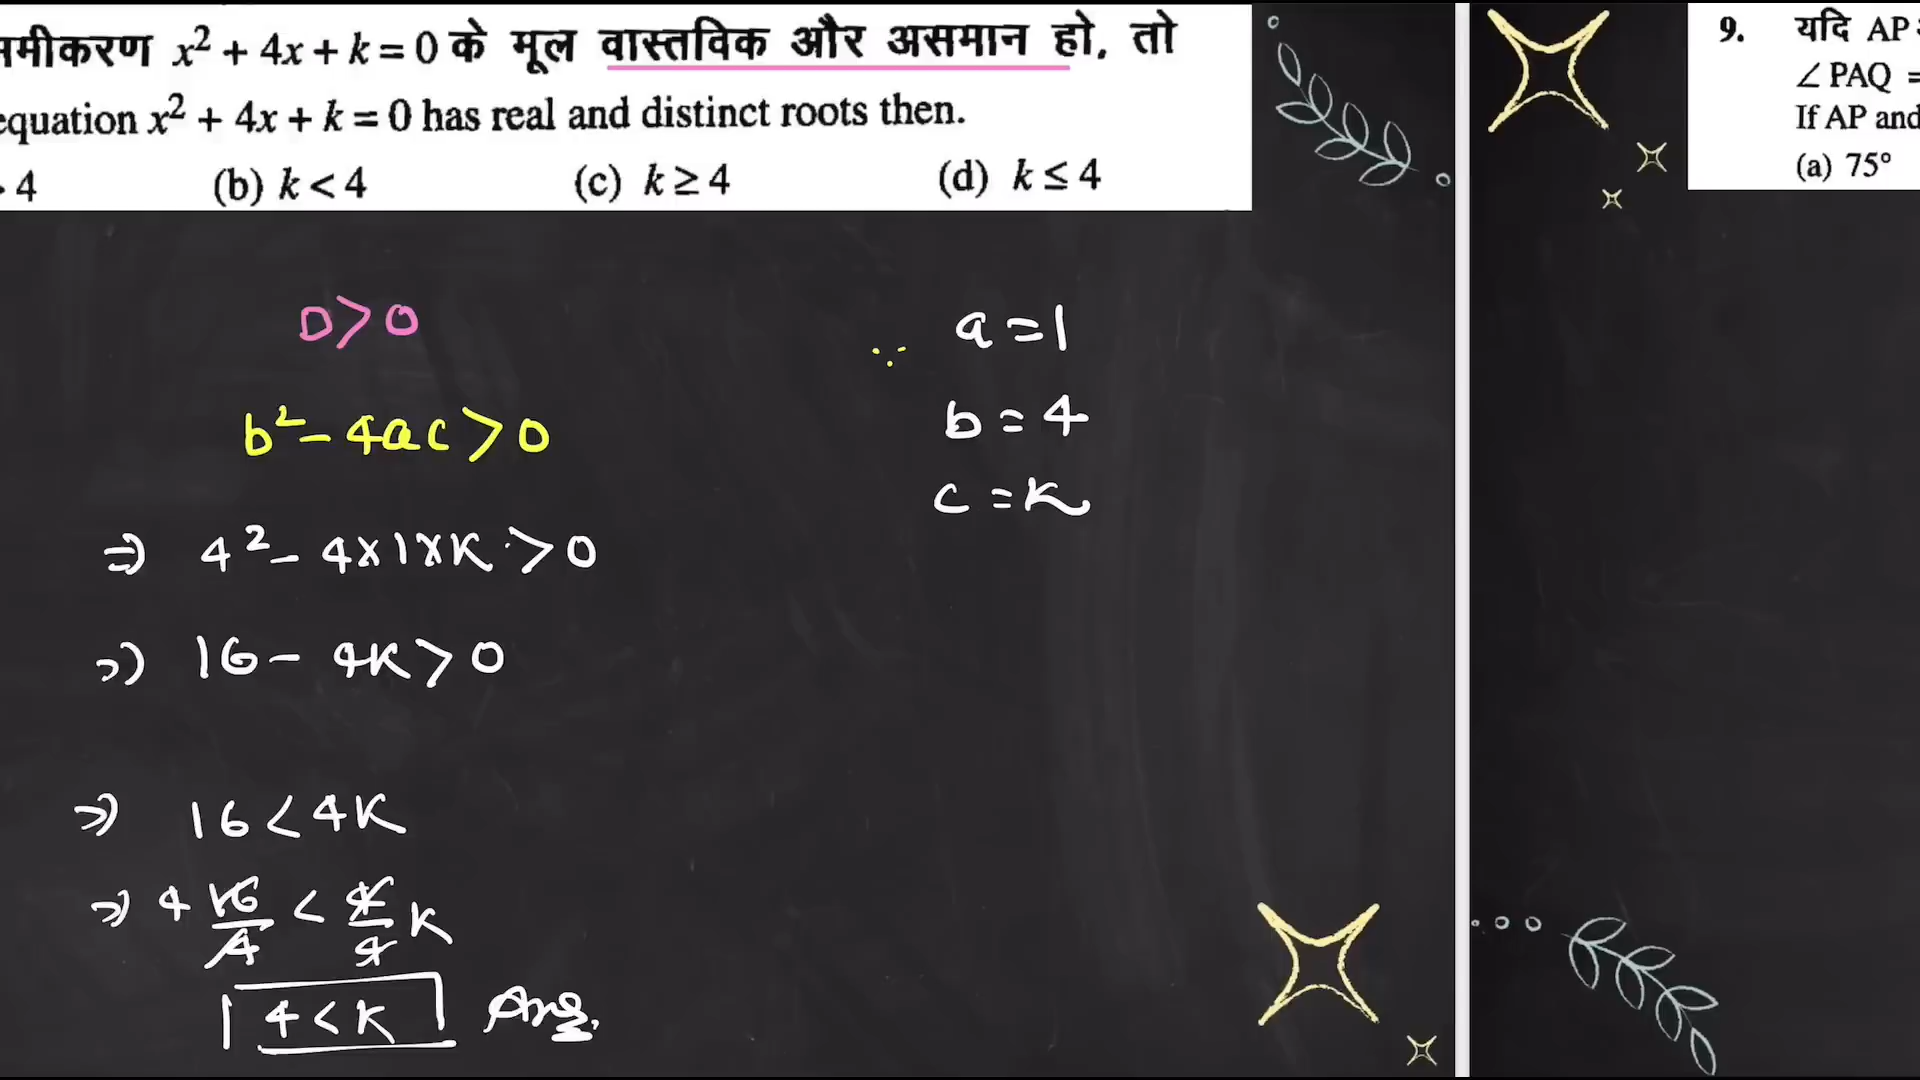 समीकरण x² + 4x + k = 0 के मूल वास्तविक और असमान हो, तो
equation x² + 4x + k = 0 has real and distinct roots then.
4 (b) k < 4 (c) k ≥ 4 (d) k ≤ 4
9. यदि AP =
∠PAQ =
If AP and
(a) 75°
D > 0
b² - 4ac > 0
⇒ 4² - 4×1×K > 0
⇒ 16 - 4K > 0
⇒ 16 < 4K
⇒ 4 16/4 < 4/4 K
4 < K Ans.
∵ a = 1
b = 4
c = K